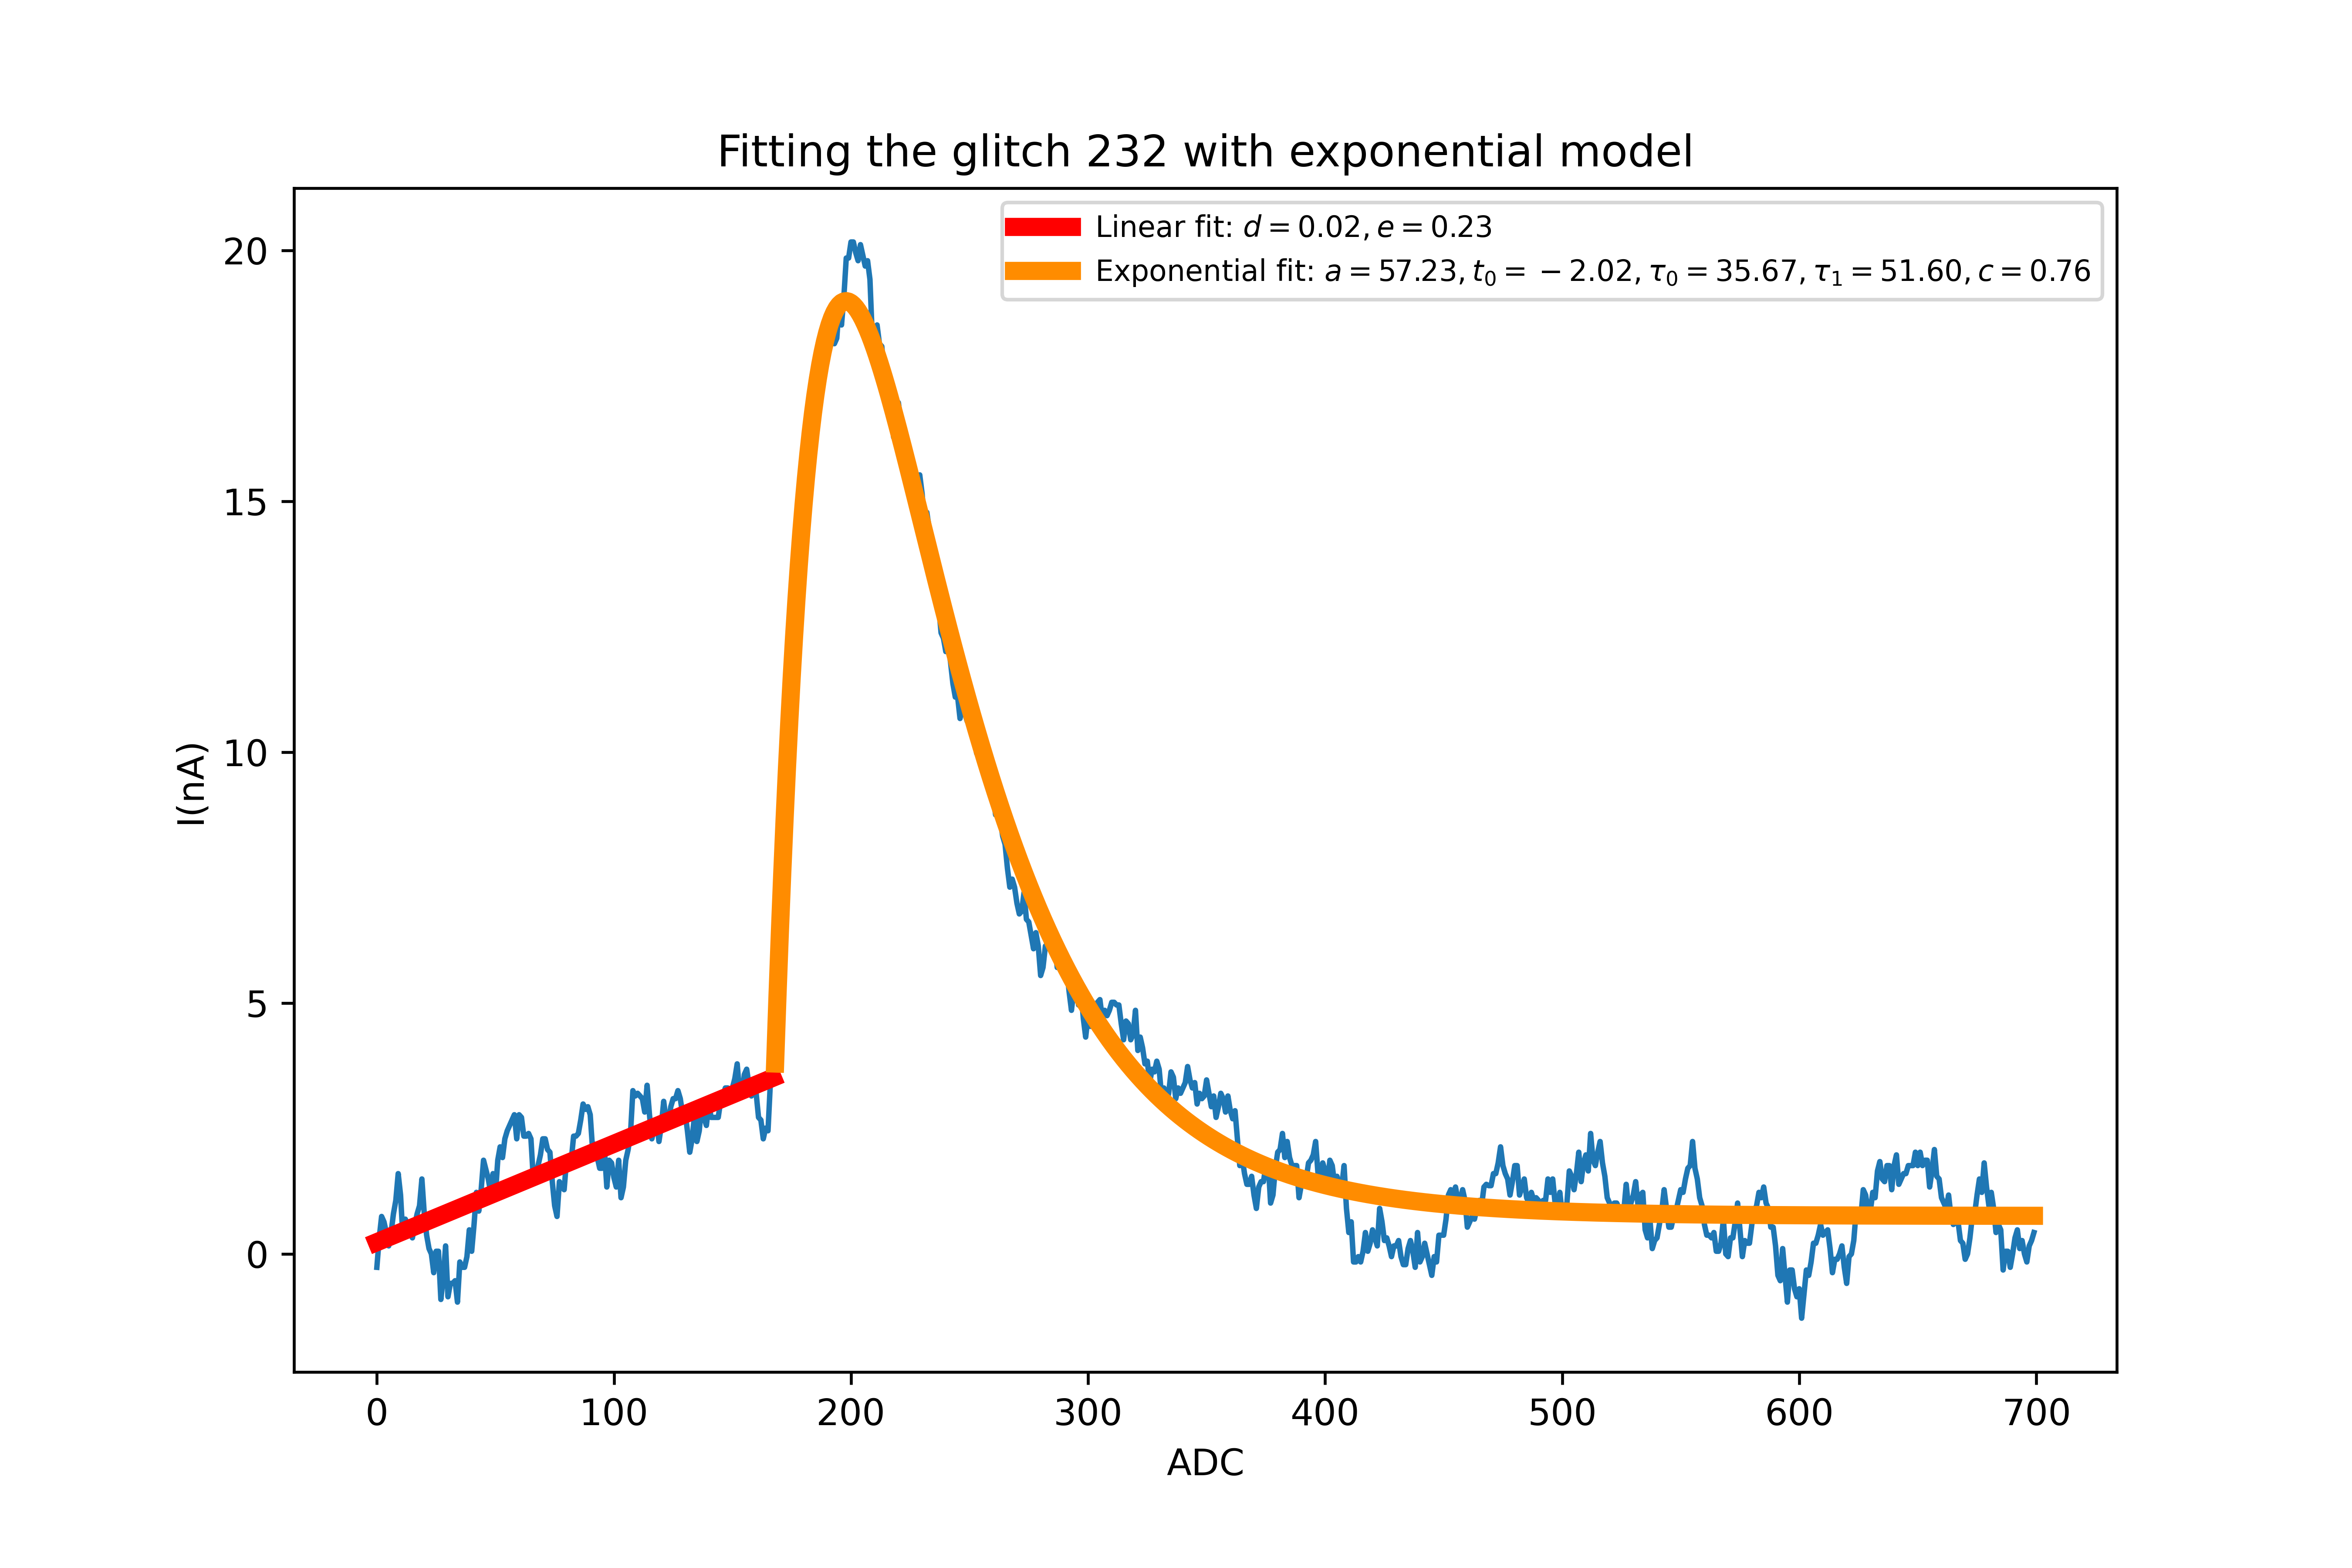 Fitting the glitch 232 with exponential model
Linear fit: d = 0.02, e = 0.23
Exponential fit: a = 57.23, t₀ = −2.02, τ₀ = 35.67, τ₁ = 51.60, c = 0.76
20
15
10
5
0
I(nA)
0 100 200 300 400 500 600 700
ADC